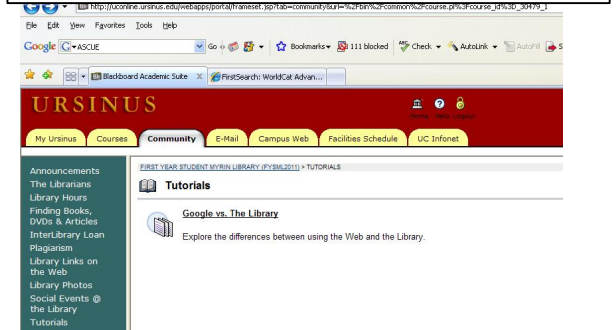 http://uconline.ursinus.edu/webapps/portal/frameset.jsp?tab=community&url=%2Fbin%2Fcommon%2Fcourse.pl%3Fcourse_id%3D_30479_1
File Edit View Favorites Tools Help
Google G ASCUE Go Bookmarks 111 blocked Check AutoLink AutoFill
Blackboard Academic Suite X FirstSearch: WorldCat Advan...
URSINUS
Home Help Logout
My Ursinus Courses Community E-Mail Campus Web Facilities Schedule UC Infonet
FIRST YEAR STUDENT MYRIN LIBRARY (FYSML2011) > TUTORIALS
Tutorials
Google vs. The Library
Explore the differences between using the Web and the Library.
Announcements
The Librarians
Library Hours
Finding Books,
DVDs & Articles
InterLibrary Loan
Plagiarism
Library Links on
the Web
Library Photos
Social Events @
the Library
Tutorials